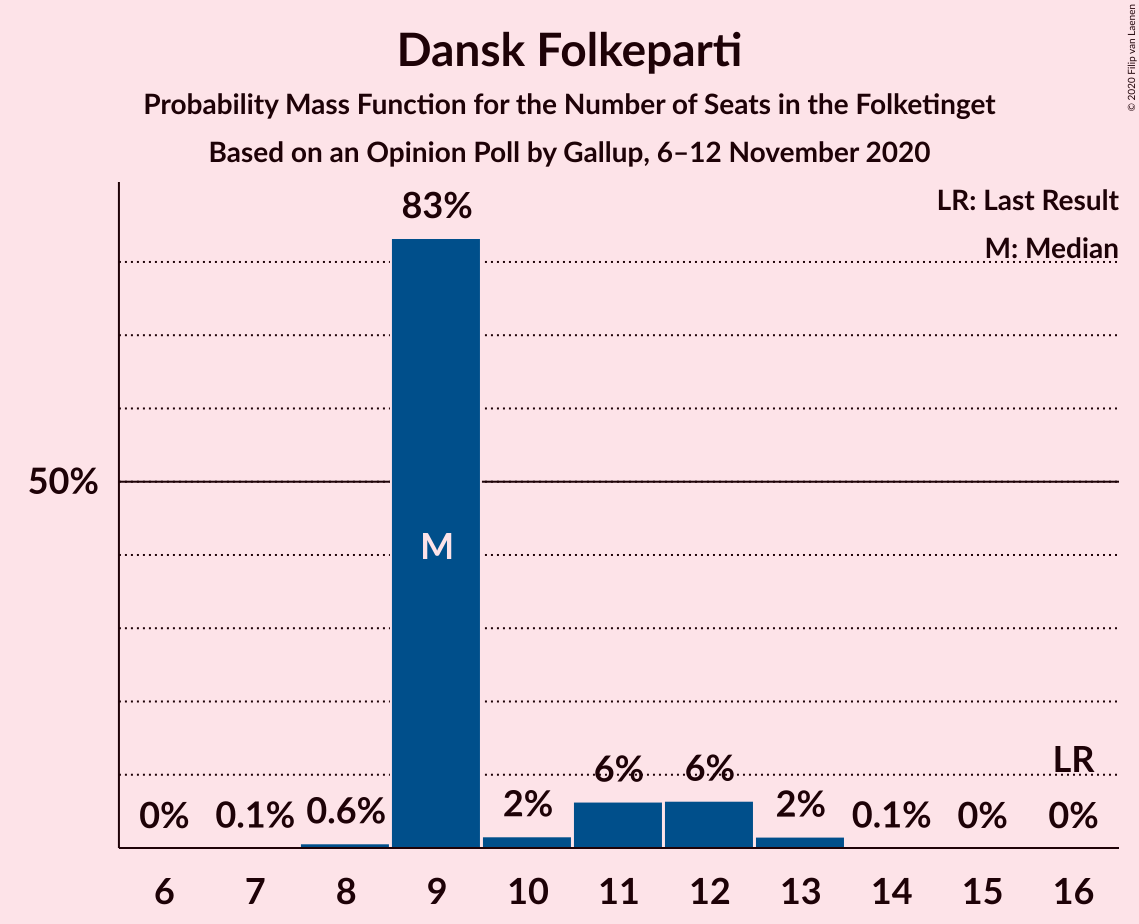 Dansk Folkeparti
Probability Mass Function for the Number of Seats in the Folketinget
Based on an Opinion Poll by Gallup, 6–12 November 2020
© 2020 Filip van Laenen
LR: Last Result
M: Median
83%
50%
M
LR
0% 0.1% 0.6% 2% 6% 6% 2% 0.1% 0% 0%
6 7 8 9 10 11 12 13 14 15 16